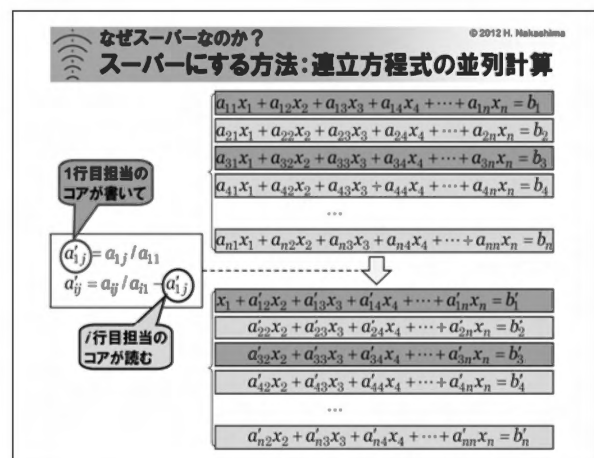 なぜスーパーなのか？
© 2012 H. Nakashima
スーパーにする方法：連立方程式の並列計算
a₁₁x₁ + a₁₂x₂ + a₁₃x₃ + a₁₄x₄ + ⋯ + a₁ₙxₙ = b₁
a₂₁x₁ + a₂₂x₂ + a₂₃x₃ + a₂₄x₄ + ⋯ + a₂ₙxₙ = b₂
a₃₁x₁ + a₃₂x₂ + a₃₃x₃ + a₃₄x₄ + ⋯ + a₃ₙxₙ = b₃
a₄₁x₁ + a₄₂x₂ + a₄₃x₃ ÷ a₄₄x₄ + ⋯ + a₄ₙxₙ = b₄
…
aₙ₁x₁ + aₙ₂x₂ + aₙ₃x₃ + aₙ₄x₄ + ⋯ ÷ aₙₙxₙ = bₙ
1行目担当の
コアが書いて
a′₁ⱼ = a₁ⱼ / a₁₁
a′ᵢⱼ = aᵢⱼ / aᵢ₁ − a′₁ⱼ
i行目担当の
コアが読む
x₁ + a′₁₂x₂ + a′₁₃x₃ + a′₁₄x₄ + ⋯ + a′₁ₙxₙ = b′₁
a′₂₂x₂ + a′₂₃x₃ + a′₂₄x₄ + ⋯ ÷ a′₂ₙxₙ = b′₂
a′₃₂x₂ + a′₃₃x₃ + a′₃₄x₄ + ⋯ + a′₃ₙxₙ = b′₃
a′₄₂x₂ + a′₄₃x₃ + a′₄₄x₄ + ⋯ ÷ a′₄ₙxₙ = b′₄
…
a′ₙ₂x₂ + a′ₙ₃x₃ + a′ₙ₄x₄ + ⋯ + a′ₙₙxₙ = b′ₙ